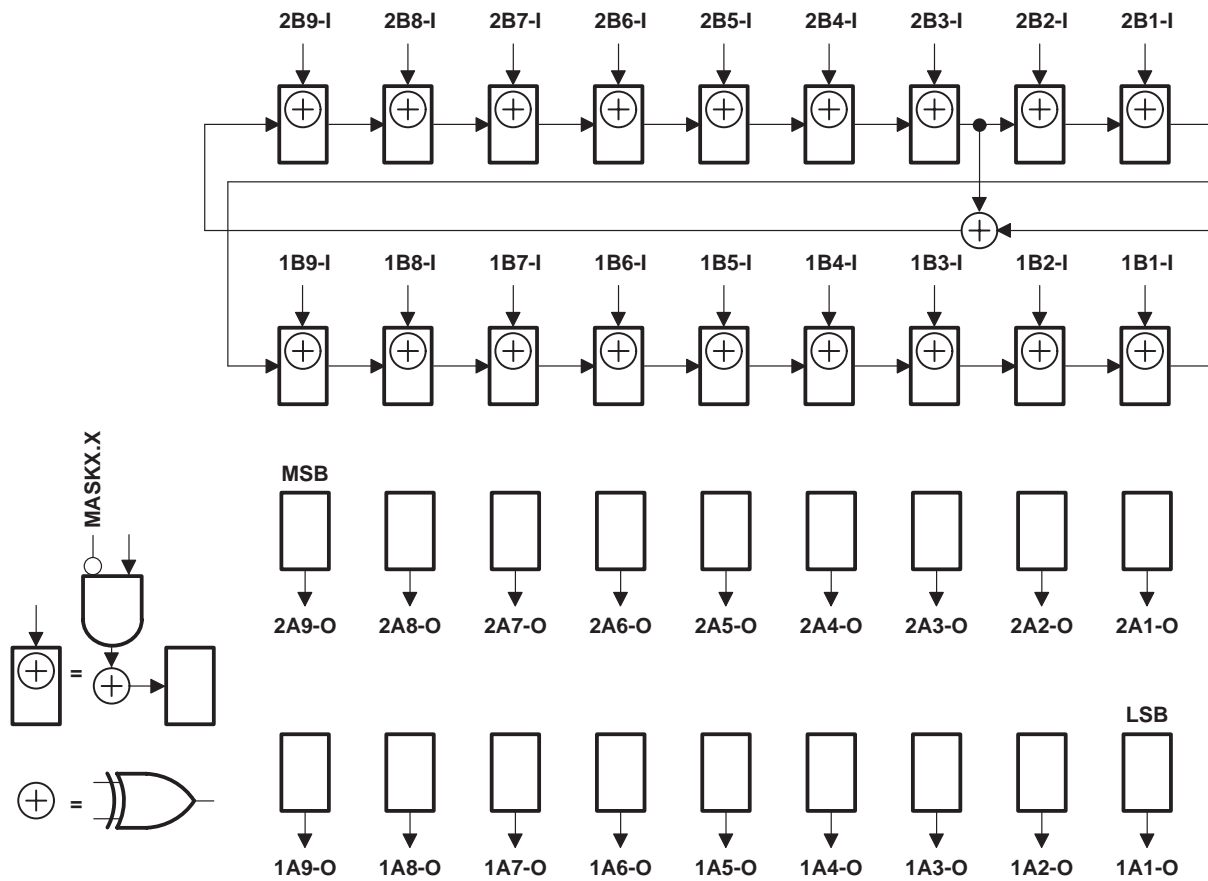 2B9-I 2B8-I 2B7-I 2B6-I 2B5-I 2B4-I 2B3-I 2B2-I 2B1-I
1B9-I 1B8-I 1B7-I 1B6-I 1B5-I 1B4-I 1B3-I 1B2-I 1B1-I
MASKX.X
MSB
2A9-O 2A8-O 2A7-O 2A6-O 2A5-O 2A4-O 2A3-O 2A2-O 2A1-O
=
LSB
=
1A9-O 1A8-O 1A7-O 1A6-O 1A5-O 1A4-O 1A3-O 1A2-O 1A1-O